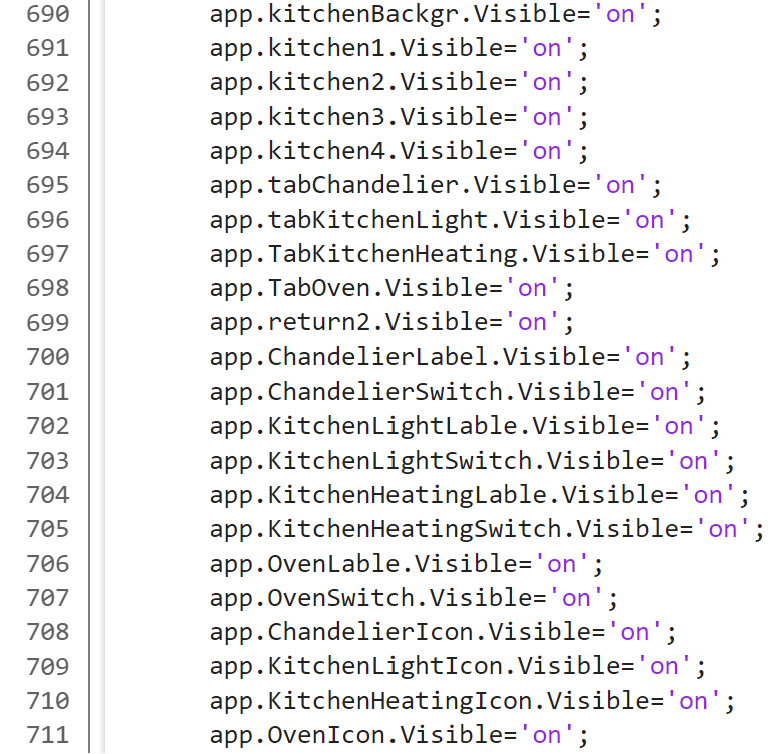 690 app.kitchenBackgr.Visible='on';
691 app.kitchen1.Visible='on';
692 app.kitchen2.Visible='on';
693 app.kitchen3.Visible='on';
694 app.kitchen4.Visible='on';
695 app.tabChandelier.Visible='on';
696 app.tabKitchenLight.Visible='on';
697 app.TabKitchenHeating.Visible='on';
698 app.TabOven.Visible='on';
699 app.return2.Visible='on';
700 app.ChandelierLabel.Visible='on';
701 app.ChandelierSwitch.Visible='on';
702 app.KitchenLightLable.Visible='on';
703 app.KitchenLightSwitch.Visible='on';
704 app.KitchenHeatingLable.Visible='on';
705 app.KitchenHeatingSwitch.Visible='on';
706 app.OvenLable.Visible='on';
707 app.OvenSwitch.Visible='on';
708 app.ChandelierIcon.Visible='on';
709 app.KitchenLightIcon.Visible='on';
710 app.KitchenHeatingIcon.Visible='on';
711 app.OvenIcon.Visible='on';